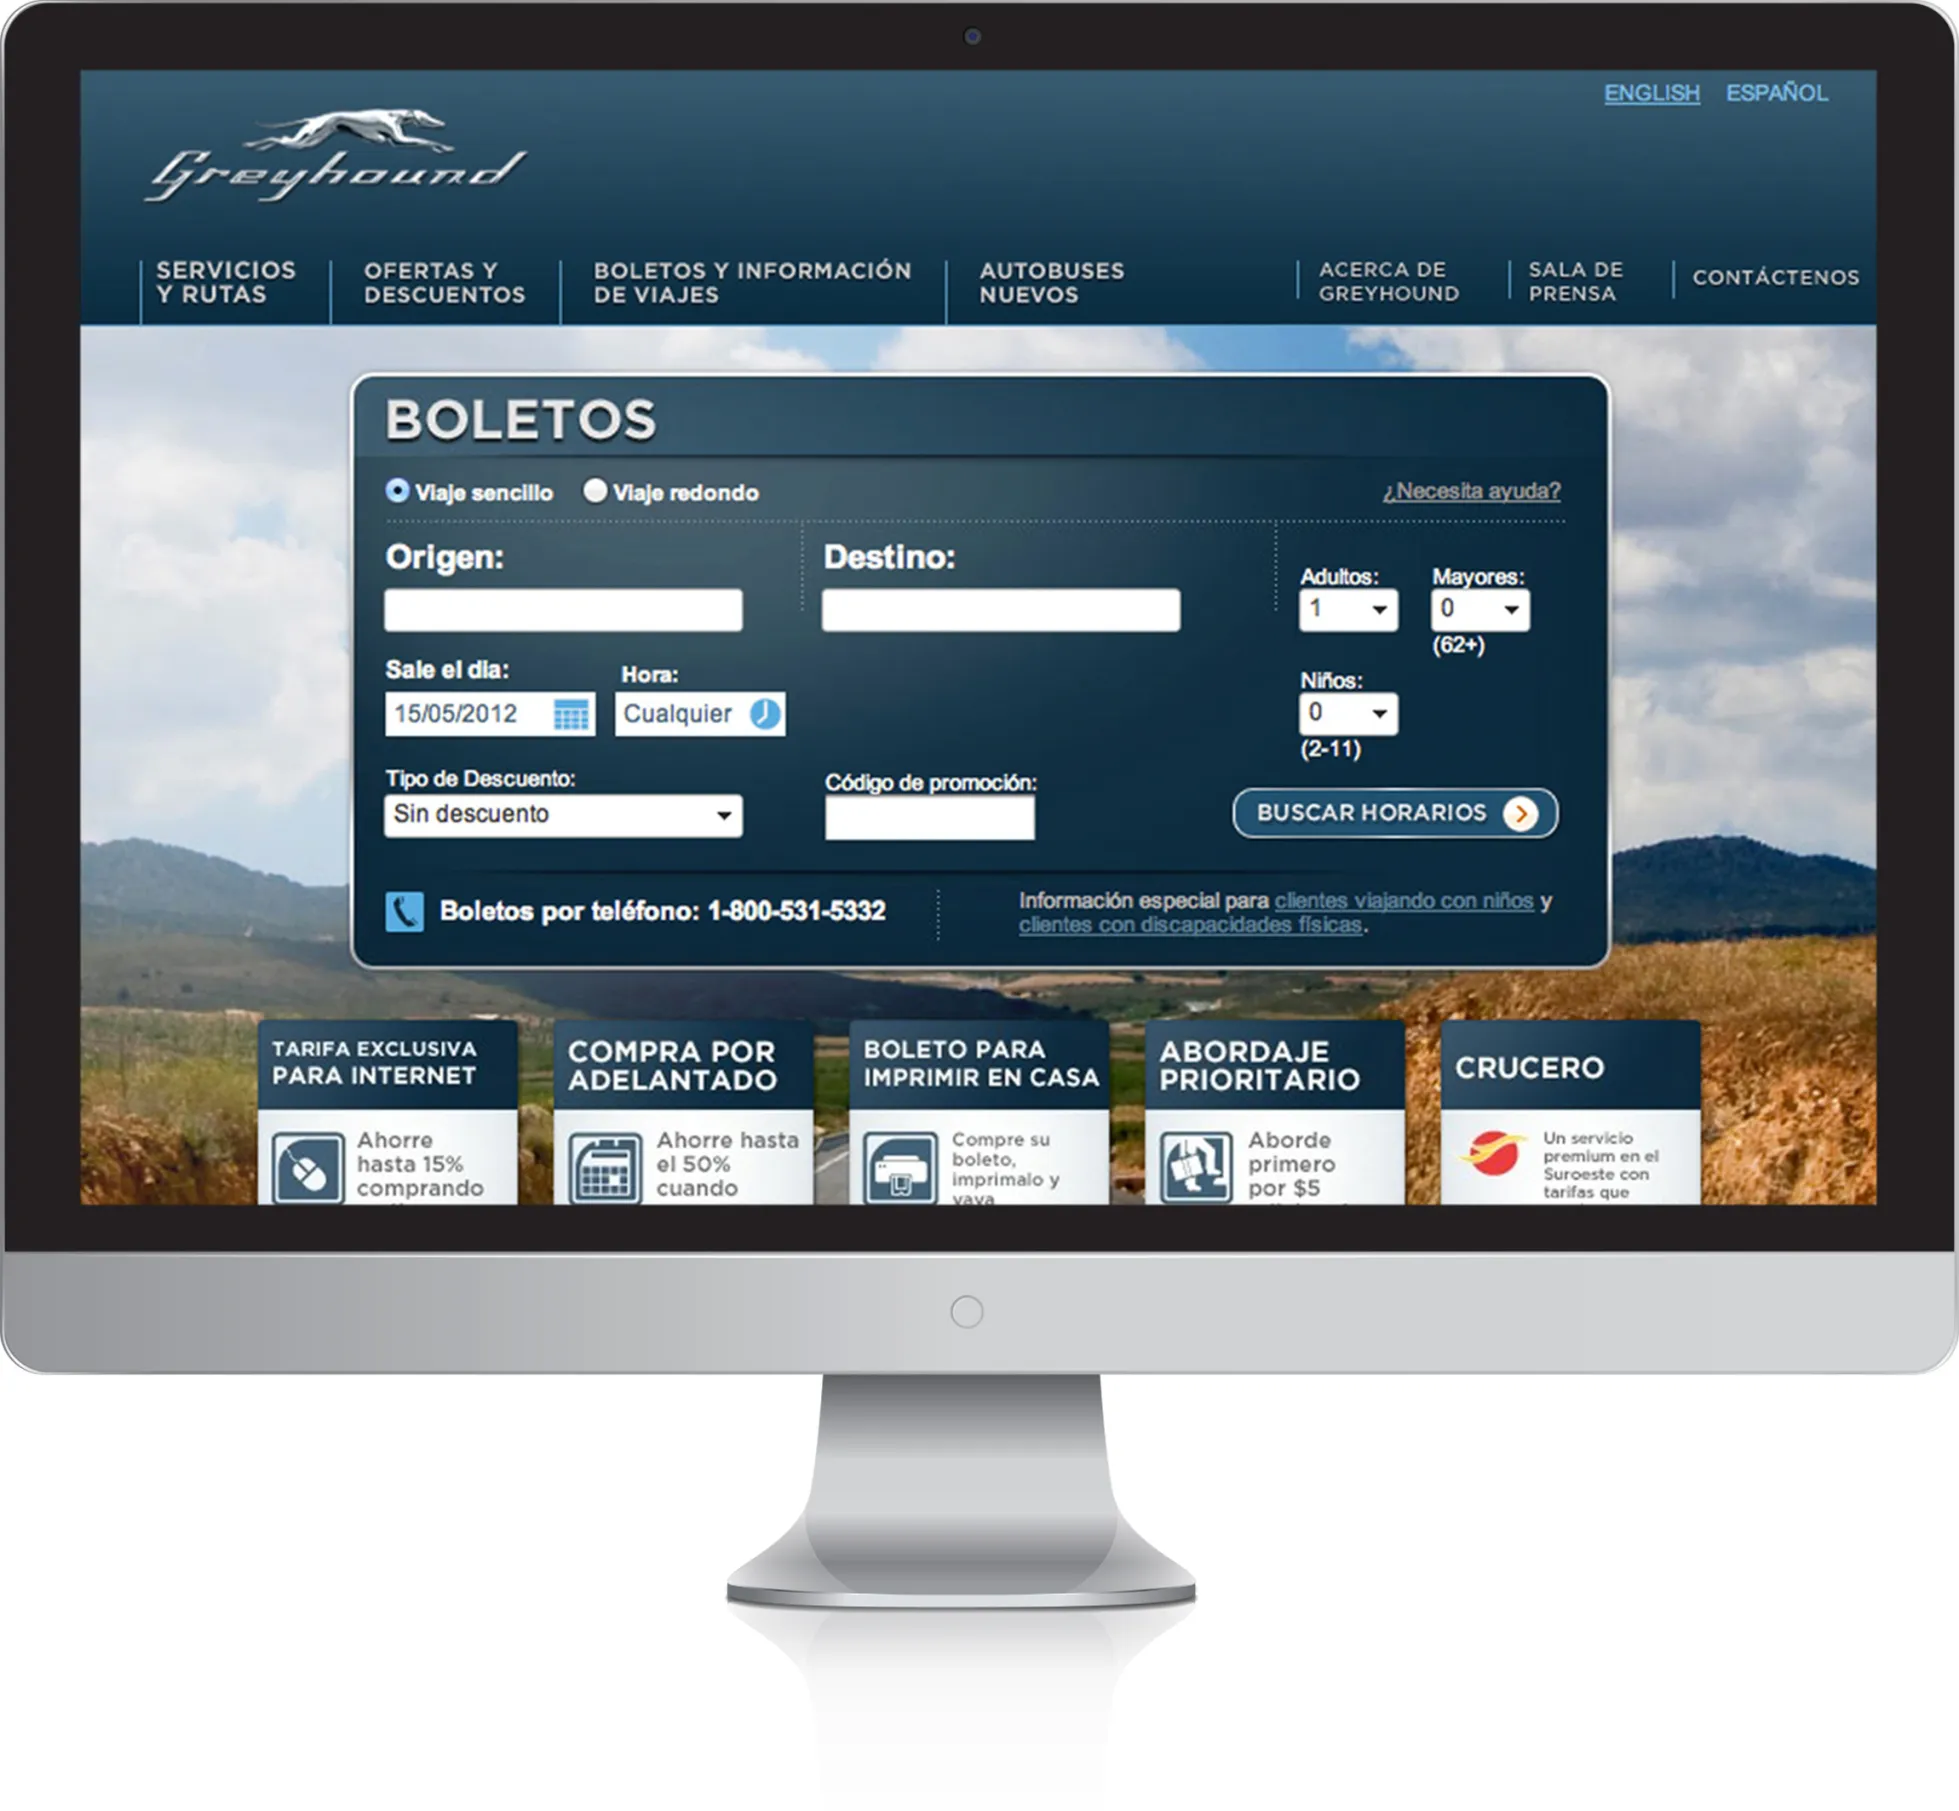 ENGLISH ESPAÑOL
Greyhound
SERVICIOS
Y RUTAS
OFERTAS Y
DESCUENTOS
BOLETOS Y INFORMACIÓN
DE VIAJES
AUTOBUSES
NUEVOS
ACERCA DE
GREYHOUND
SALA DE
PRENSA
CONTÁCTENOS
BOLETOS
Viaje sencillo Viaje redondo
¿Necesita ayuda?
Origen:
Destino:
Adultos:
1
Mayores:
0
(62+)
Sale el dia:
15/05/2012
Hora:
Cualquier
Niños:
0
(2-11)
Tipo de Descuento:
Sin descuento
Código de promoción:
BUSCAR HORARIOS
Boletos por teléfono: 1-800-531-5332
Información especial para clientes viajando con niños y
clientes con discapacidades físicas.
TARIFA EXCLUSIVA
PARA INTERNET
Ahorre
hasta 15%
comprando
COMPRA POR
ADELANTADO
Ahorre hasta
el 50%
cuando
BOLETO PARA
IMPRIMIR EN CASA
Compre su
boleto,
imprimalo y
vaya
ABORDAJE
PRIORITARIO
Aborde
primero
por $5
CRUCERO
Un servicio
premium en el
Suroeste con
tarifas que